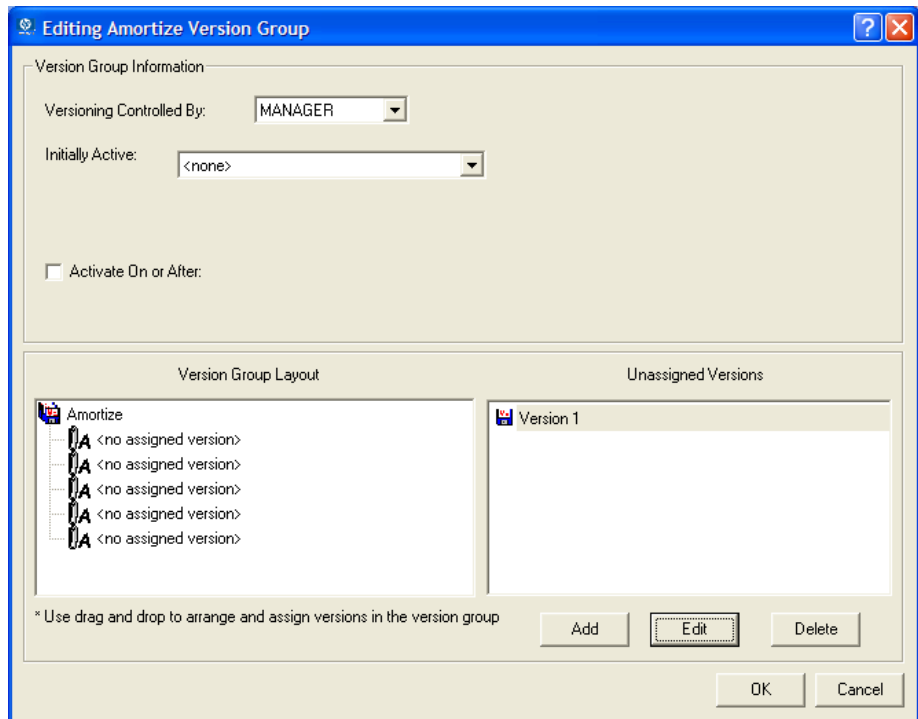 Editing Amortize Version Group
Version Group Information
Versioning Controlled By: MANAGER
Initially Active: <none>
Activate On or After:
Version Group Layout
Unassigned Versions
Amortize
<no assigned version>
<no assigned version>
<no assigned version>
<no assigned version>
<no assigned version>
Version 1
* Use drag and drop to arrange and assign versions in the version group
Add Edit Delete
OK Cancel